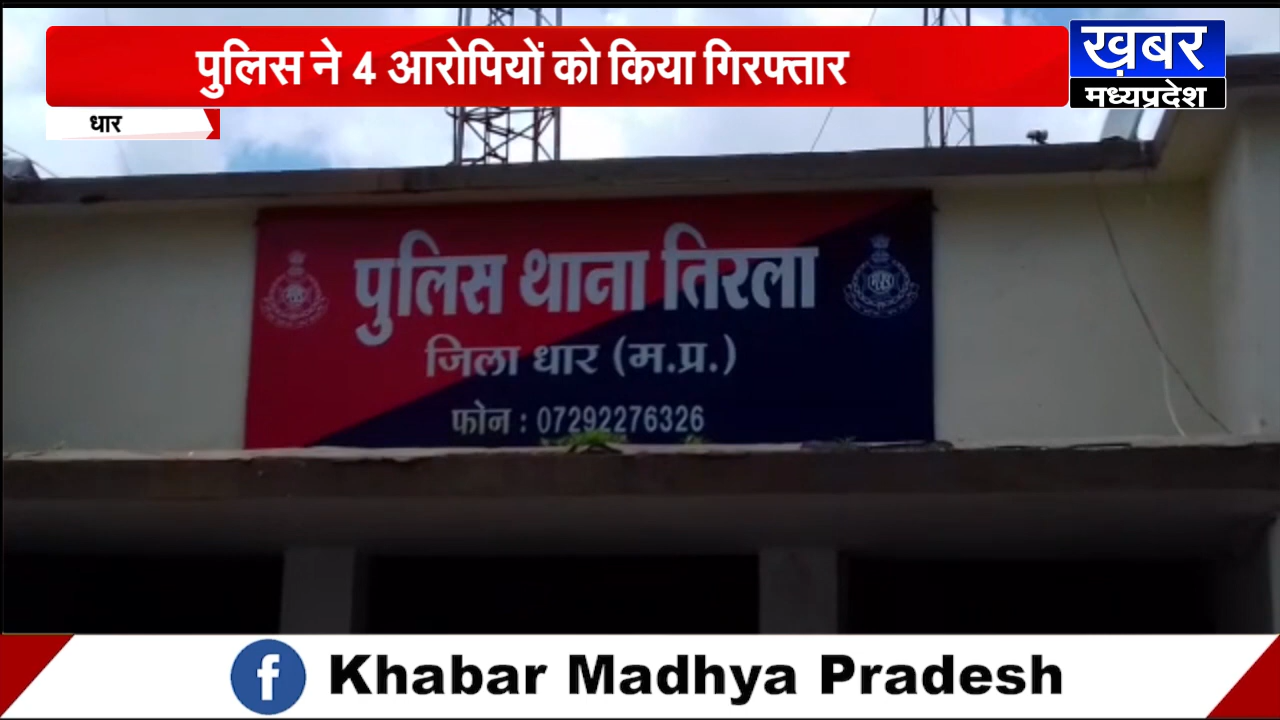 पुलिस ने 4 आरोपियों को किया गिरफ्तार
ख़बर
मध्यप्रदेश
धार
पुलिस थाना तिरला
जिला धार (म.प्र.)
फोन : 07292276326
Khabar Madhya Pradesh